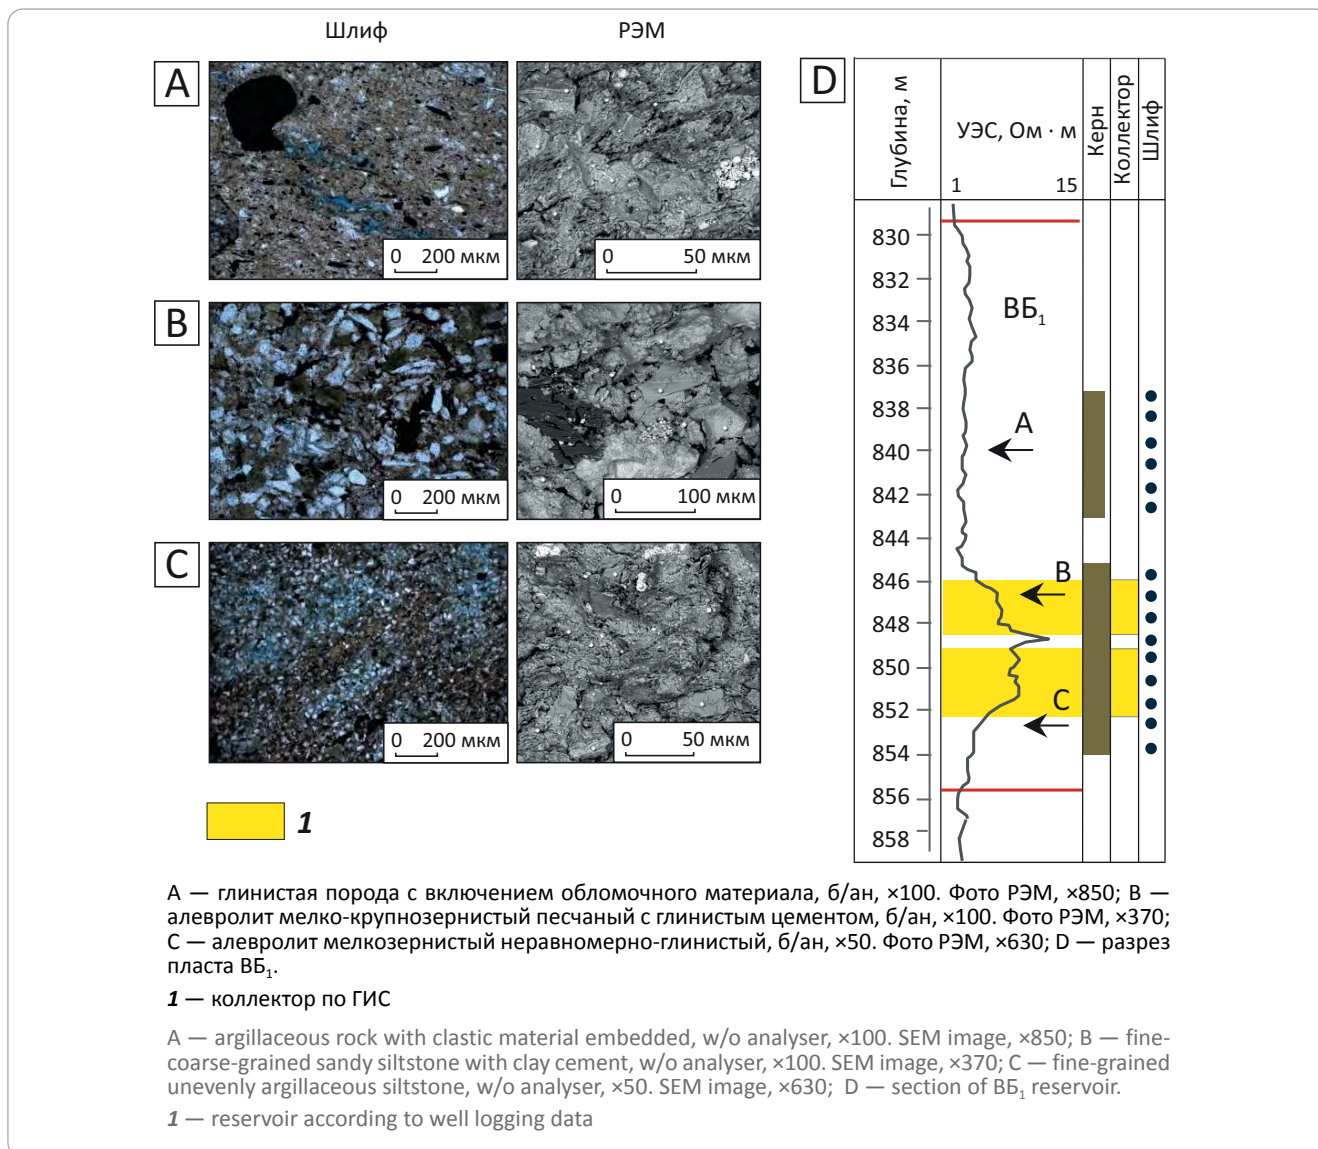 Шлиф РЭМ
A
0 200 мкм
0 50 мкм
B
0 200 мкм
0 100 мкм
C
0 200 мкм
0 50 мкм
1
D
Глубина, м
УЭС, Ом · м
1 15
Керн
Коллектор
Шлиф
830
832
834
836
838
840
842
844
846
848
850
852
854
856
858
ВБ₁
A
B
C
А — глинистая порода с включением обломочного материала, б/ан, ×100. Фото РЭМ, ×850; В —
алевролит мелко-крупнозернистый песчаный с глинистым цементом, б/ан, ×100. Фото РЭМ, ×370;
С — алевролит мелкозернистый неравномерно-глинистый, б/ан, ×50. Фото РЭМ, ×630; D — разрез
пласта ВБ₁.
1 — коллектор по ГИС
A — argillaceous rock with clastic material embedded, w/o analyser, ×100. SEM image, ×850; B — fine-
coarse-grained sandy siltstone with clay cement, w/o analyser, ×100. SEM image, ×370; C — fine-grained
unevenly argillaceous siltstone, w/o analyser, ×50. SEM image, ×630; D — section of ВБ₁ reservoir.
1 — reservoir according to well logging data